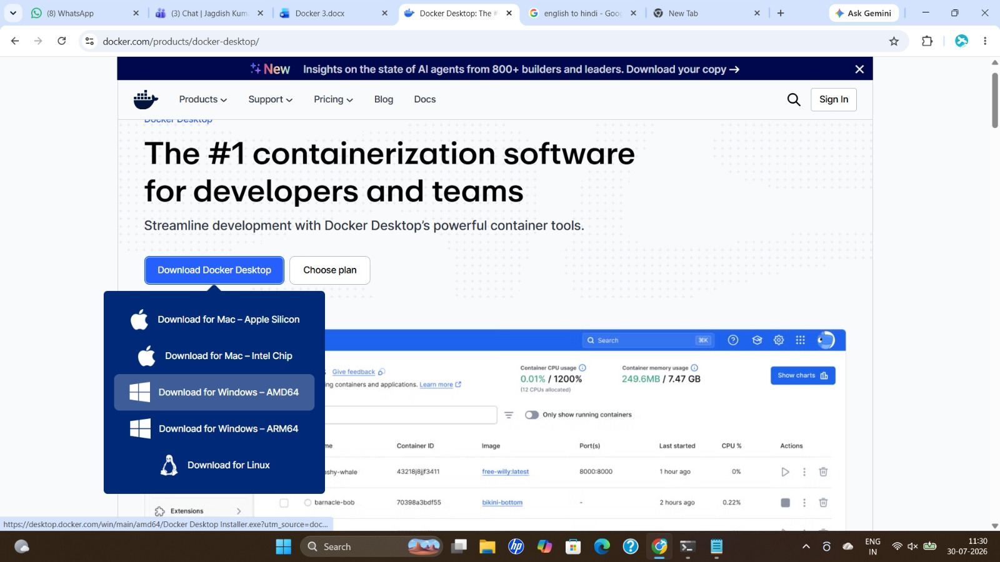 (8) WhatsApp
(3) Chat | Jagdish Kum
Docker 3.docx
Docker Desktop: The #
english to hindi - Goo
New Tab
Ask Gemini
docker.com/products/docker-desktop/
New Insights on the state of AI agents from 800+ builders and leaders. Download your copy →
Products
Support
Pricing
Blog
Docs
Sign In
Docker Desktop
The #1 containerization software
for developers and teams
Streamline development with Docker Desktop's powerful container tools.
Download Docker Desktop
Choose plan
Download for Mac – Apple Silicon
Download for Mac – Intel Chip
Download for Windows – AMD64
Download for Windows – ARM64
Download for Linux
Search ⌘K
Give feedback
ing containers and applications. Learn more
Container CPU usage
0.01% / 1200%
(12 CPUs allocated)
Container memory usage
249.6MB / 7.47 GB
Show charts
Only show running containers
me Container ID Image Port(s) Last started CPU % Actions
ashy-whale 43218j8jjf3411 free-willy:latest 8000:8000 1 hour ago 0%
barnacle-bob 70398a3bdf55 bikini-bottom - 2 hours ago 0.22%
Extensions
https://desktop.docker.com/win/main/amd64/Docker Desktop Installer.exe?utm_source=doc...
Search
ENG
IN
11:30
30-07-2026